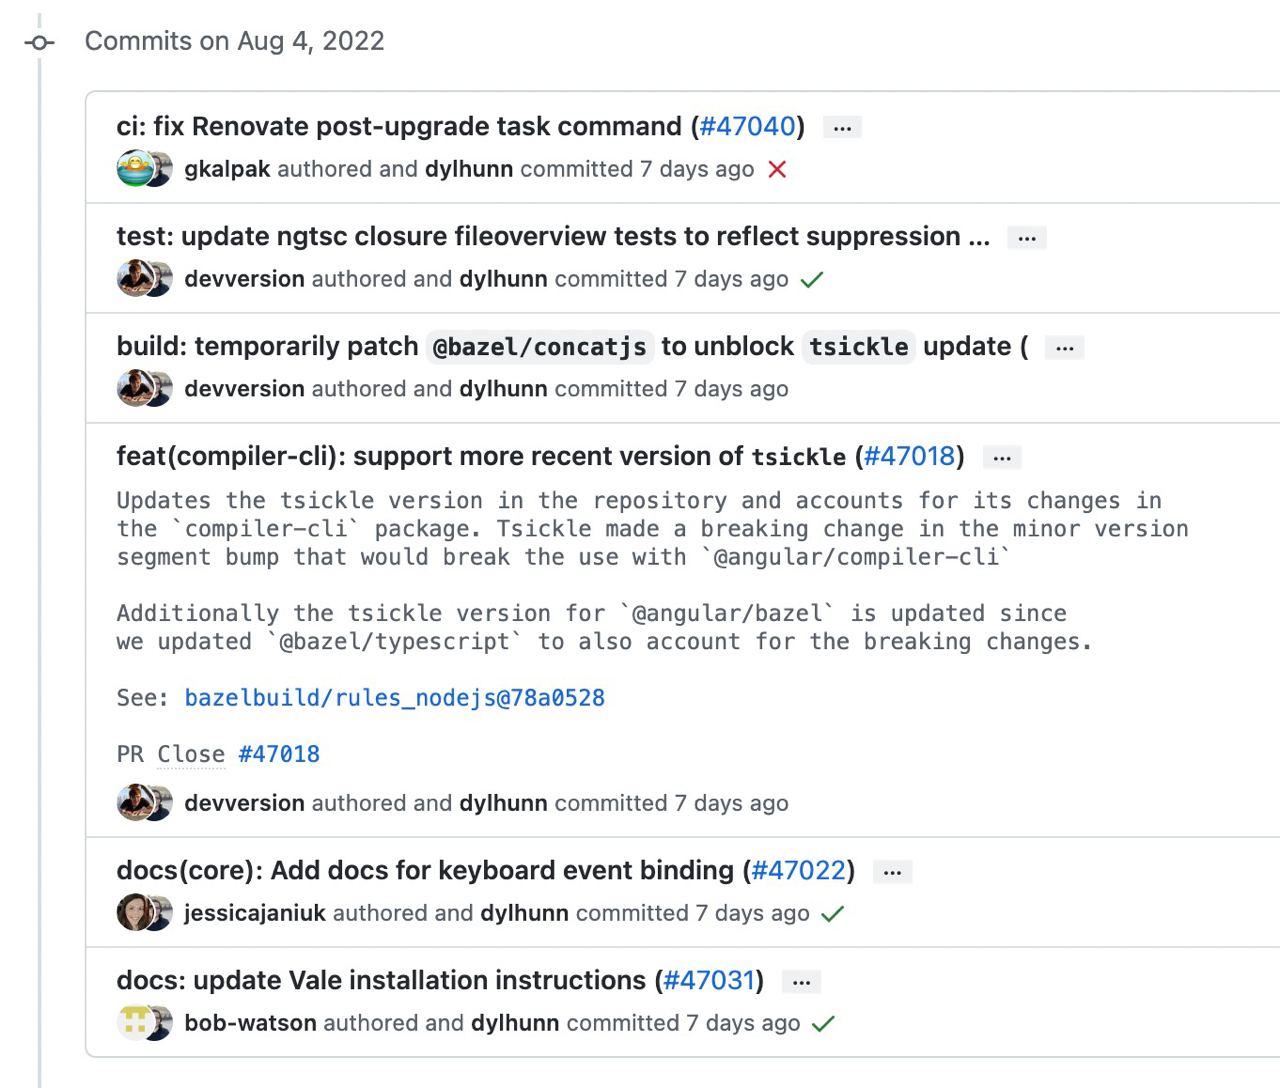 Commits on Aug 4, 2022
ci: fix Renovate post-upgrade task command (#47040) …
gkalpak authored and dylhunn committed 7 days ago
test: update ngtsc closure fileoverview tests to reflect suppression … …
devversion authored and dylhunn committed 7 days ago
build: temporarily patch @bazel/concatjs to unblock tsickle update ( …
devversion authored and dylhunn committed 7 days ago
feat(compiler-cli): support more recent version of tsickle (#47018) …
Updates the tsickle version in the repository and accounts for its changes in
the `compiler-cli` package. Tsickle made a breaking change in the minor version
segment bump that would break the use with `@angular/compiler-cli`
Additionally the tsickle version for `@angular/bazel` is updated since
we updated `@bazel/typescript` to also account for the breaking changes.
See: bazelbuild/rules_nodejs@78a0528
PR Close #47018
devversion authored and dylhunn committed 7 days ago
docs(core): Add docs for keyboard event binding (#47022) …
jessicajaniuk authored and dylhunn committed 7 days ago
docs: update Vale installation instructions (#47031) …
bob-watson authored and dylhunn committed 7 days ago